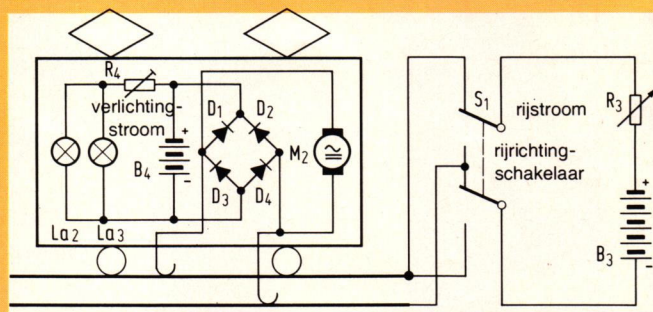 R4
verlichting-
stroom
D1
D2
B4
+
-
D3
D4
M2
La2
La3
S1
rijstroom
rijrichting-
schakelaar
R3
+
B3
-